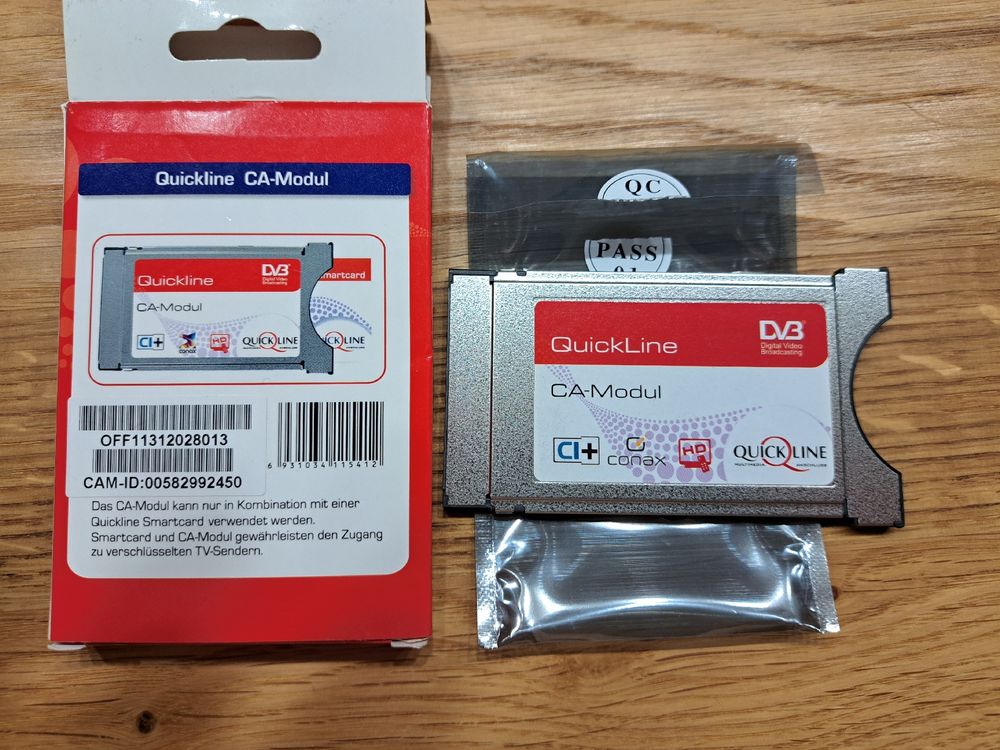 Quickline CA-Modul
Quickline
DVB
Digital Video
Broadcasting
Smartcard
CA-Modul
CI+
conax
HD
QUICKLINE
OFF11312028013
CAM-ID:00582992450
6 931034 115412
Das CA-Modul kann nur in Kombination mit einer
Quickline Smartcard verwendet werden.
Smartcard und CA-Modul gewährleisten den Zugang
zu verschlüsselten TV-Sendern.
QC
PASS
QuickLine
DVB
Digital Video
Broadcasting
CA-Modul
CI+
conax
HD
QUICKLINE
MULTIMEDIA ANSCHLUSS